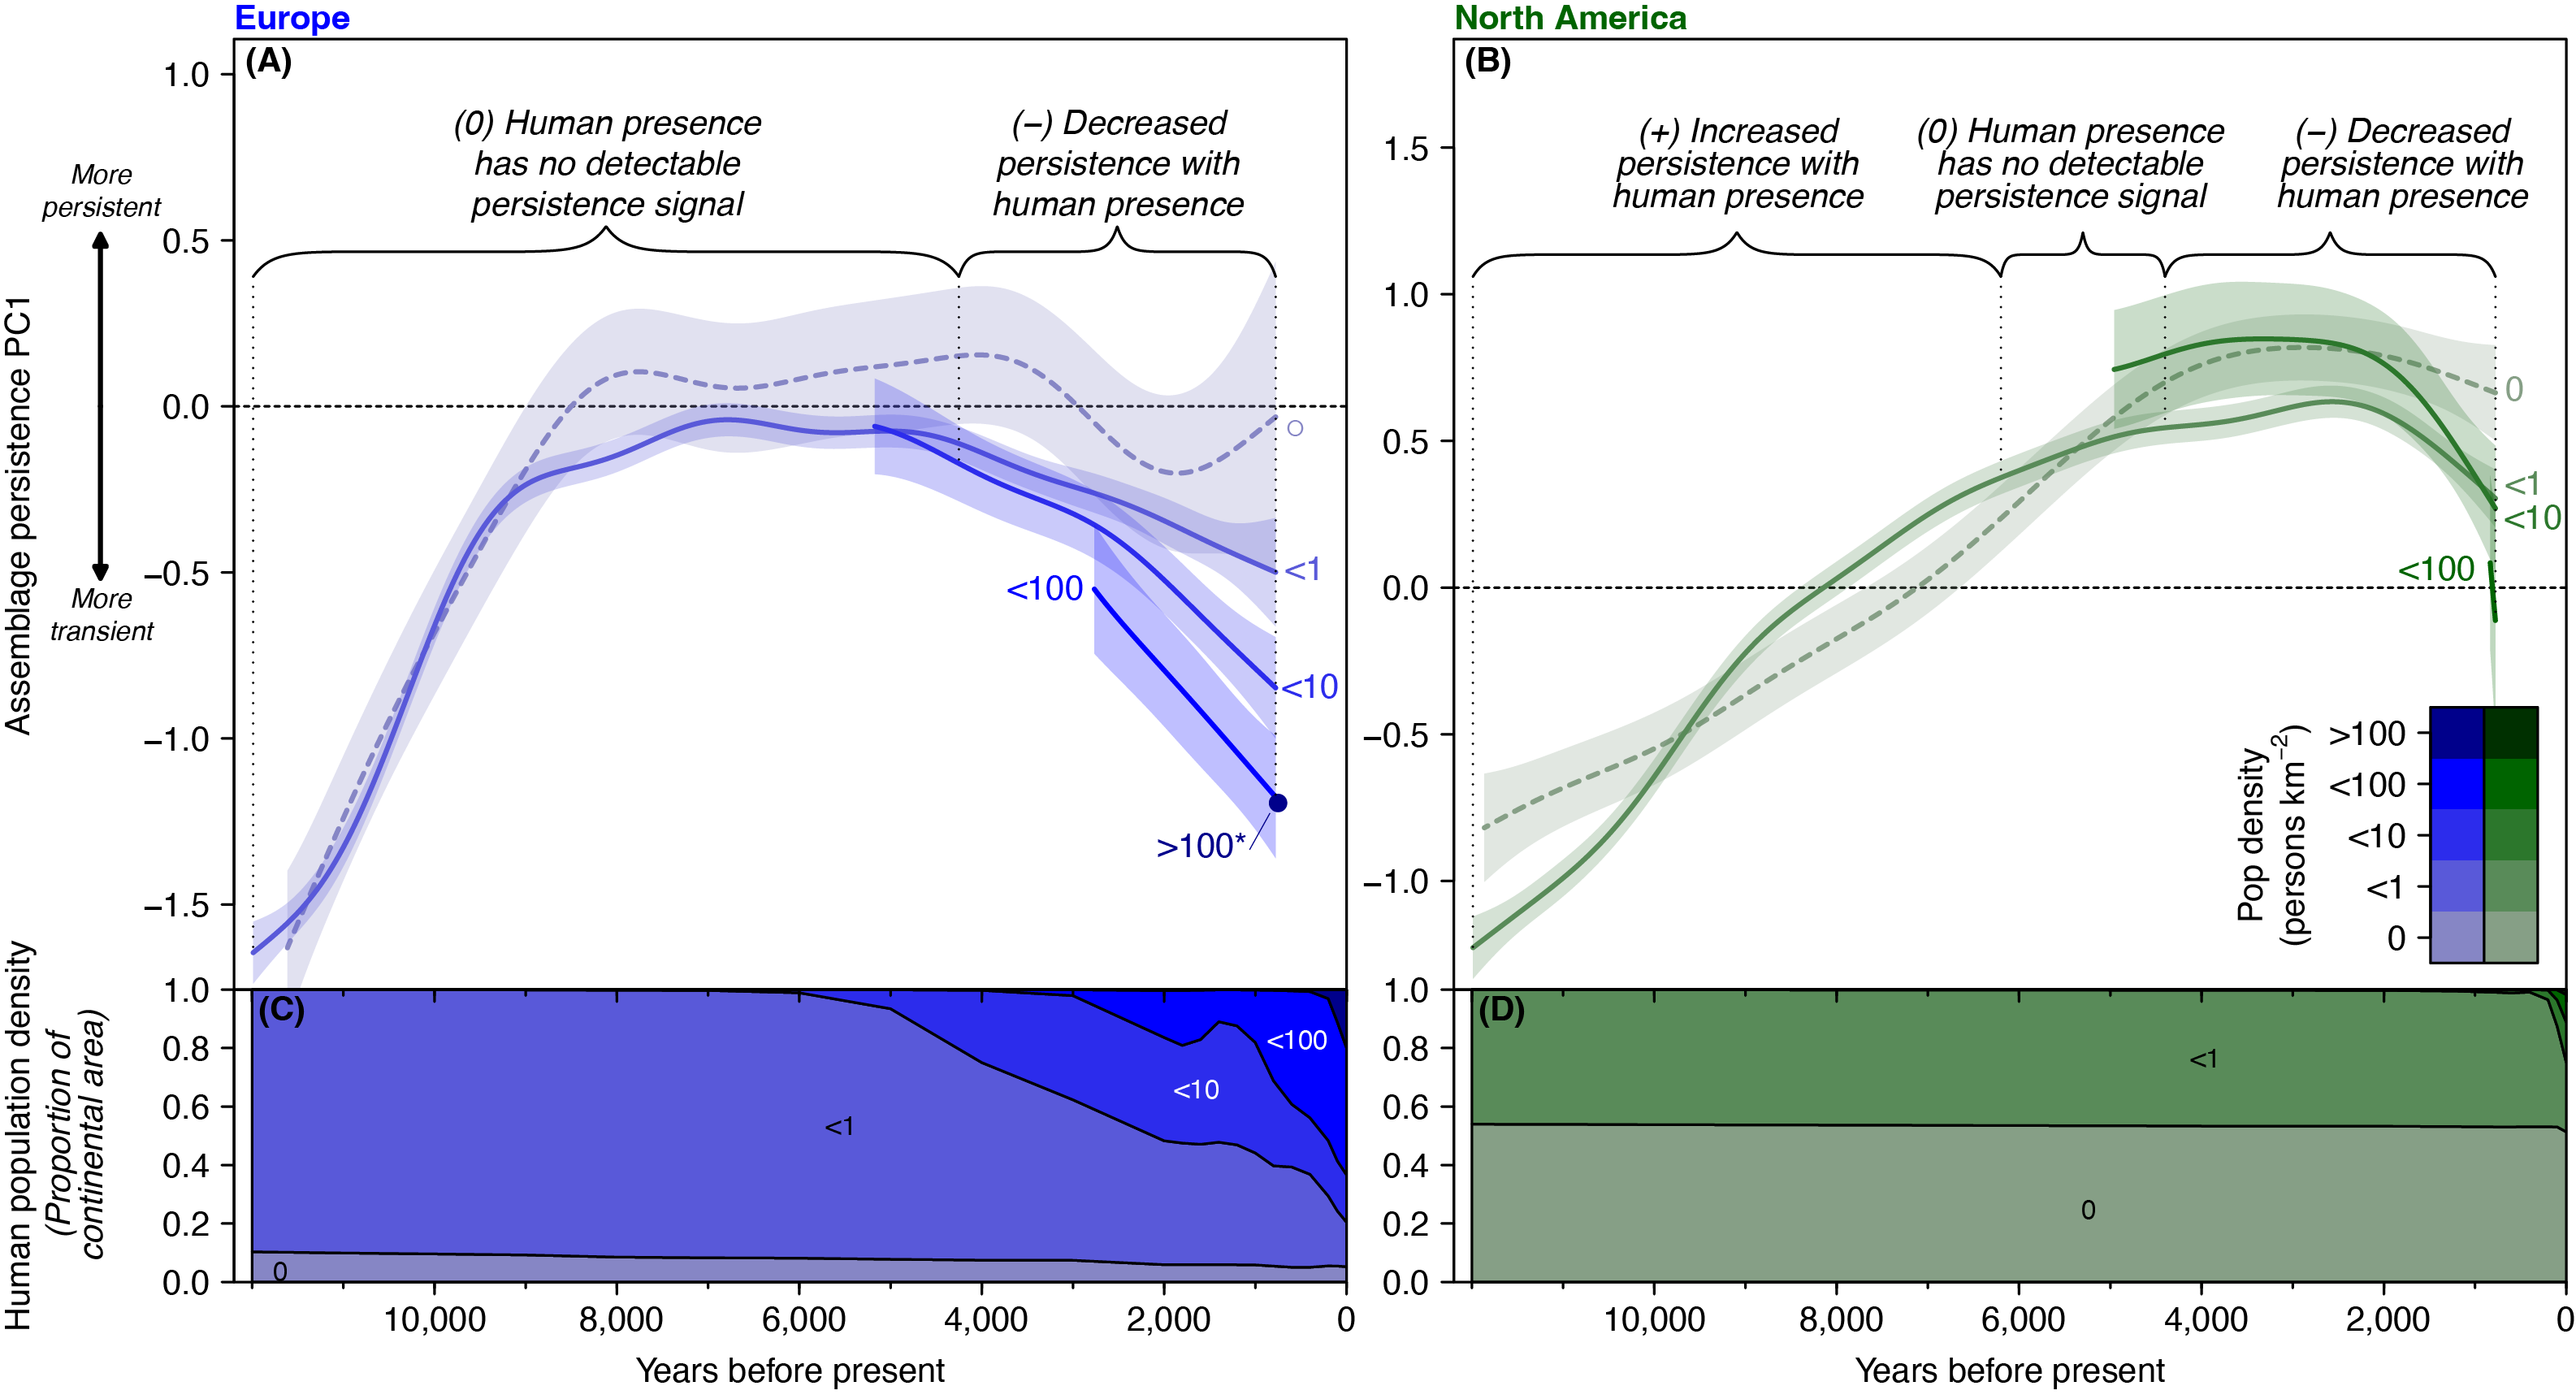 Europe
(A)
1.0
0.5
0.0
−0.5
−1.0
−1.5
Assemblage persistence PC1
More
persistent
More
transient
(0) Human presence
has no detectable
persistence signal
(−) Decreased
persistence with
human presence
0
<1
<10
<100
>100*
North America
(B)
1.5
1.0
0.5
0.0
−0.5
−1.0
(+) Increased
persistence with
human presence
(0) Human presence
has no detectable
persistence signal
(−) Decreased
persistence with
human presence
0
<1
<10
<100
Pop density
(persons km−2)
>100
<100
<10
<1
0
(C)
1.0
0.8
0.6
0.4
0.2
0.0
Human population density
(Proportion of
continental area)
<100
<10
<1
0
10,000
8,000
6,000
4,000
2,000
0
Years before present
(D)
1.0
0.8
0.6
0.4
0.2
0.0
<1
0
10,000
8,000
6,000
4,000
2,000
0
Years before present